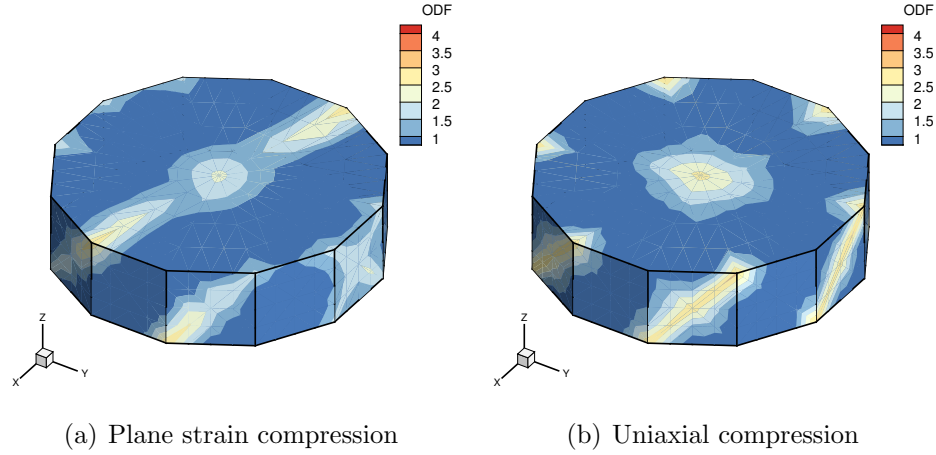 ODF
4
3.5
3
2.5
2
1.5
1
Z
X
Y
(a) Plane strain compression
ODF
4
3.5
3
2.5
2
1.5
1
Z
X
Y
(b) Uniaxial compression